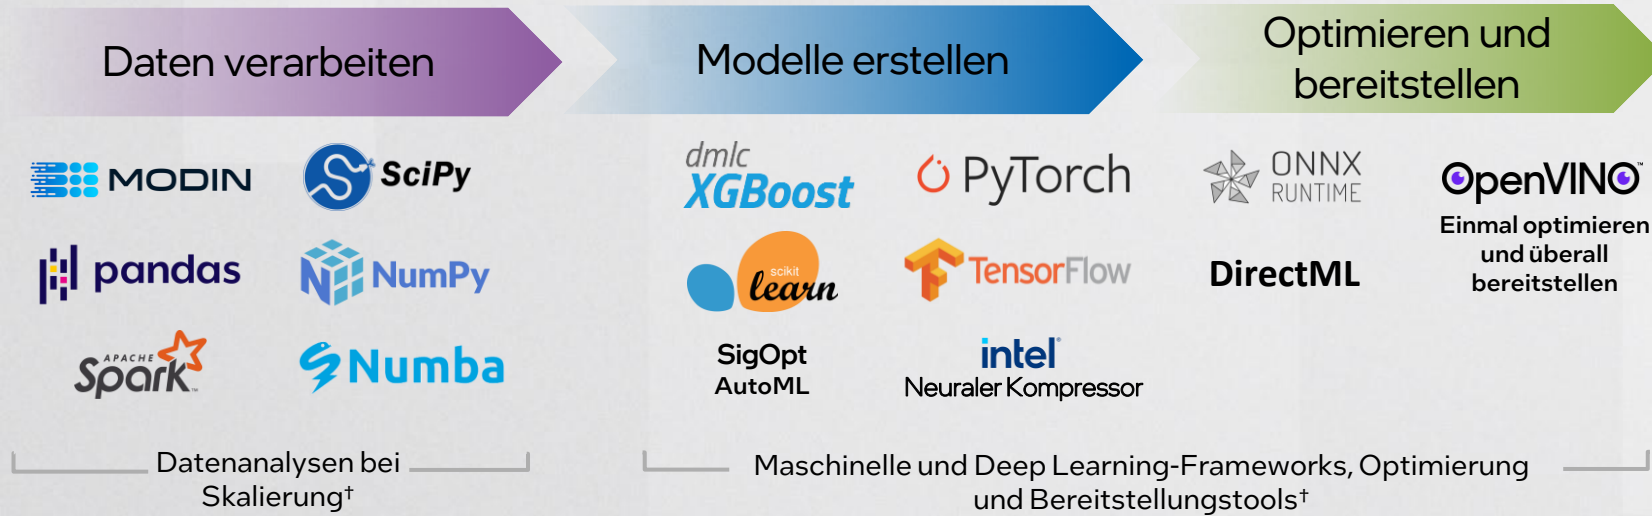 Daten verarbeiten
Modelle erstellen
Optimieren und
bereitstellen
MODIN
SciPy
pandas
NumPy
APACHE
Spark™
Numba
dmlc
XGBoost
PyTorch
scikit
learn
TensorFlow
SigOpt
AutoML
intel®
Neuraler Kompressor
ONNX
RUNTIME
DirectML
OpenVINO™
Einmal optimieren
und überall
bereitstellen
Datenanalysen bei
Skalierung†
Maschinelle und Deep Learning-Frameworks, Optimierung
und Bereitstellungstools†